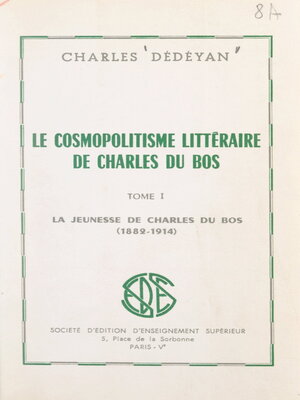 8A
CHARLES "DÉDÉYAN"
LE COSMOPOLITISME LITTÉRAIRE
DE CHARLES DU BOS
TOME I
LA JEUNESSE DE CHARLES DU BOS
(1882-1914)
SEDES
SOCIÉTÉ D'ÉDITION D'ENSEIGNEMENT SUPÉRIEUR
5, Place de la Sorbonne
PARIS - Vᵉ